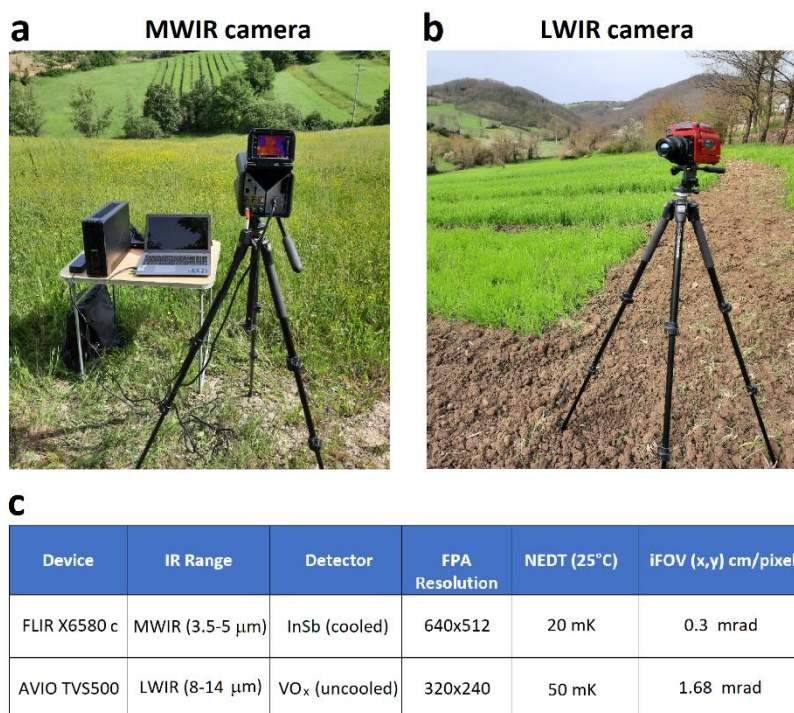 a MWIR camera
b LWIR camera
c
Device IR Range Detector FPA Resolution NEDT (25°C) iFOV (x,y) cm/pixel
FLIR X6580 c MWIR (3.5-5 μm) InSb (cooled) 640x512 20 mK 0.3 mrad
AVIO TVS500 LWIR (8-14 μm) VOx (uncooled) 320x240 50 mK 1.68 mrad